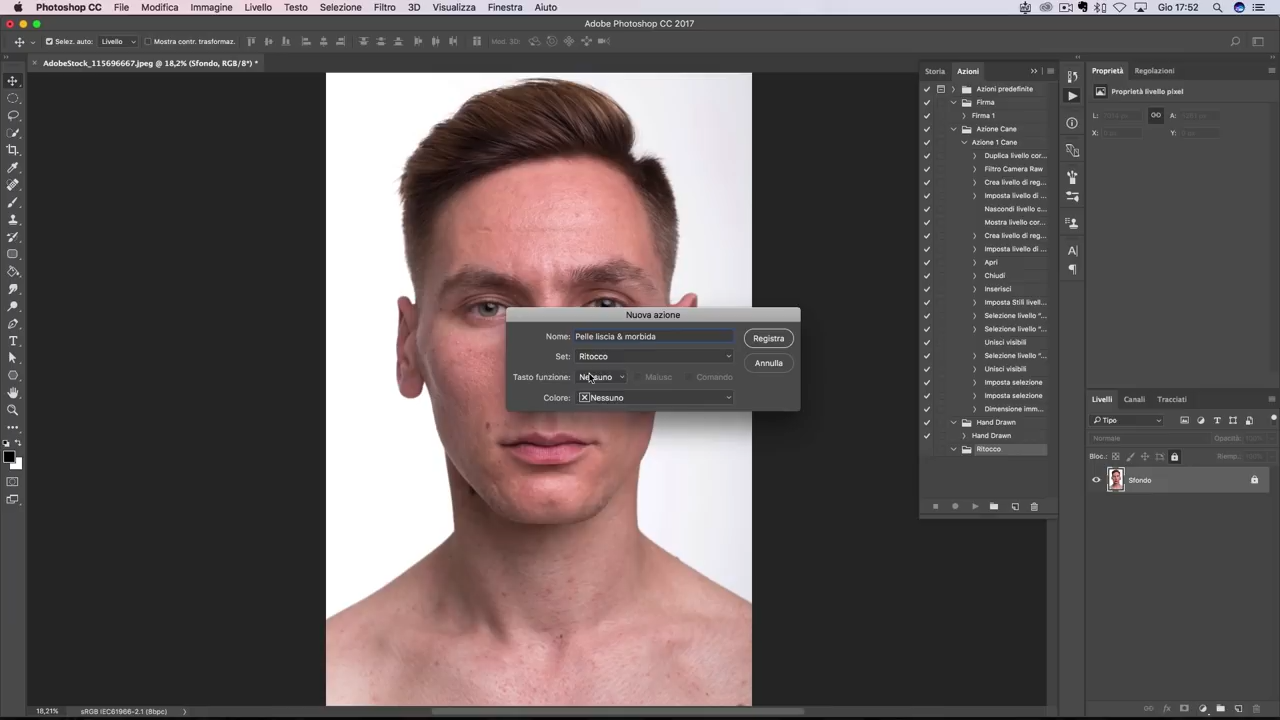 Photoshop CC File Modifica Immagine Livello Testo Selezione Filtro 3D Visualizza Finestra Aiuto Gio 17:52
Adobe Photoshop CC 2017
Selez. auto: Livello Mostra contr. trasformaz. Mod. 3D:
AdobeStock_115696667.jpeg @ 18,2% (Sfondo, RGB/8*) *
Storia Azioni
Azioni predefinite
Firma
Firma 1
Azione Cane
Azione 1 Cane
Duplica livello cor...
Filtro Camera Raw
Crea livello di reg...
Imposta livello di ...
Nascondi livello c...
Mostra livello cor...
Crea livello di reg...
Imposta livello di ...
Apri
Chiudi
Inserisci
Imposta Stili livell...
Selezione livello "...
Selezione livello "...
Unisci visibili
Selezione livello "...
Unisci visibili
Imposta selezione
Imposta selezione
Dimensione imm...
Hand Drawn
Hand Drawn
Ritocco
Nuova azione
Nome: Pelle liscia & morbida
Registra
Set: Ritocco
Annulla
Tasto funzione: Nessuno Maiusc Comando
Colore: Nessuno
Proprietà Regolazioni
Proprietà livello pixel
L: A:
X: Y:
Livelli Canali Tracciati
Tipo
Normale Opacità:
Bloc.: Riemp.:
Sfondo
18,21% sRGB IEC61966-2.1 (8bpc)